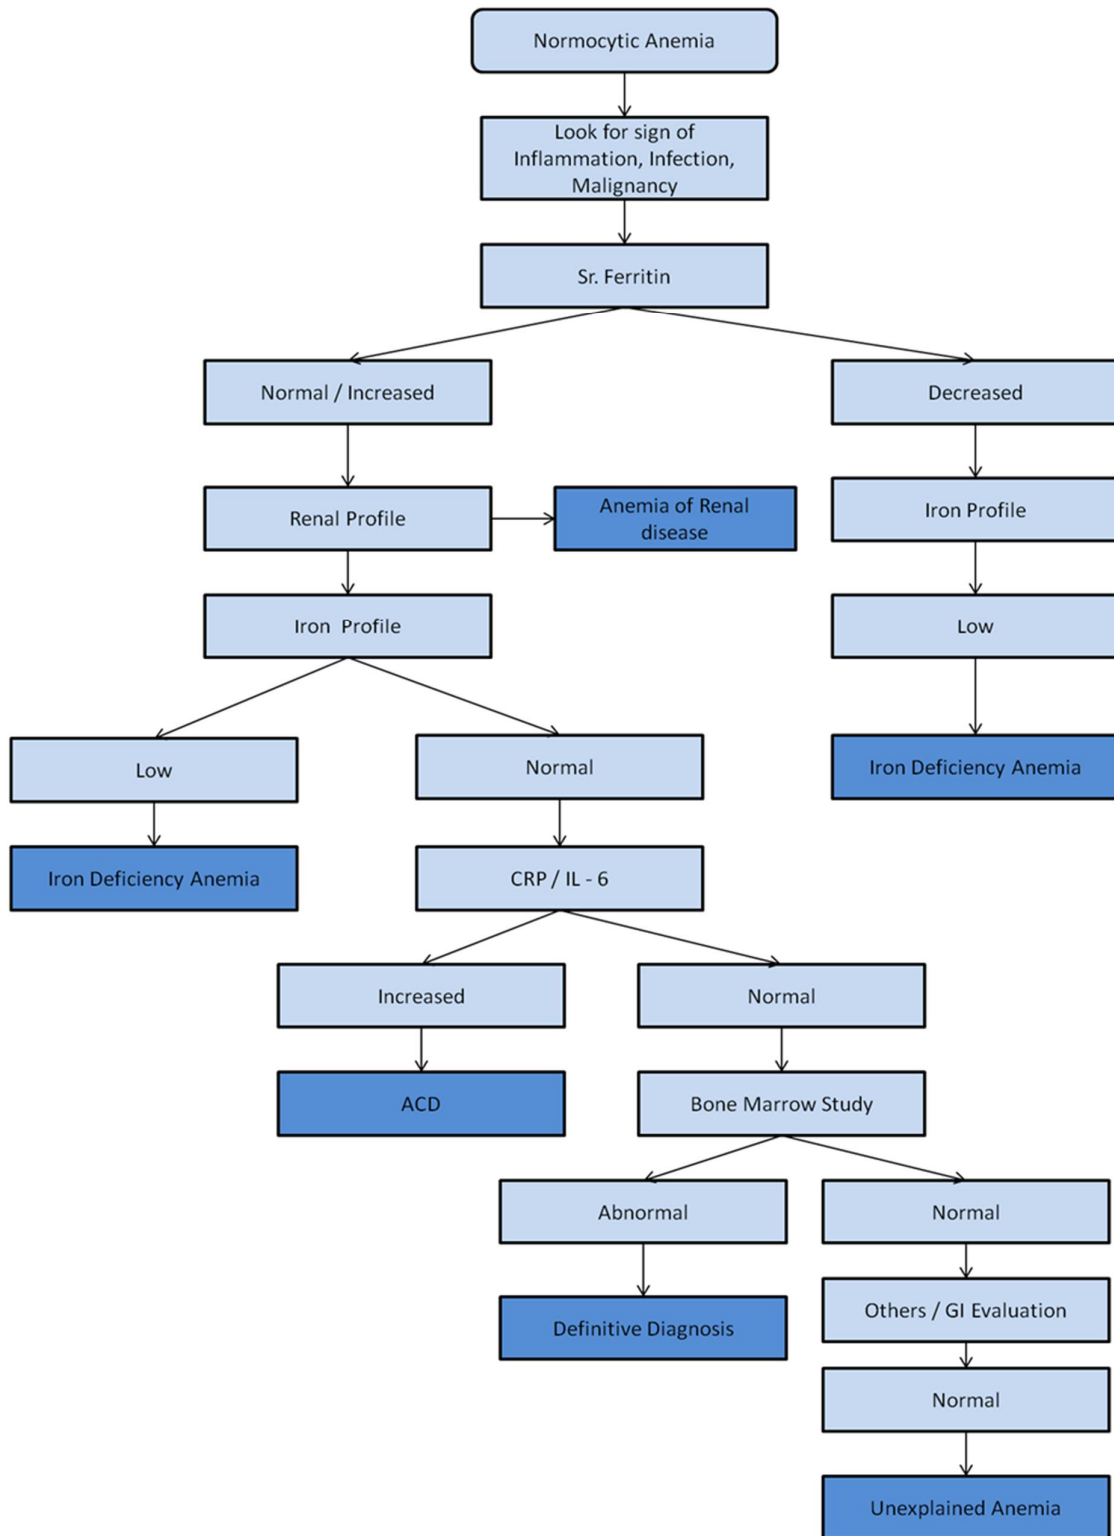 Normocytic Anemia
Look for sign of
Inflammation, Infection,
Malignancy
Sr. Ferritin
Normal / Increased
Decreased
Renal Profile
Anemia of Renal
disease
Iron Profile
Iron Profile
Low
Low
Normal
Iron Deficiency Anemia
Iron Deficiency Anemia
CRP / IL - 6
Increased
Normal
ACD
Bone Marrow Study
Abnormal
Normal
Definitive Diagnosis
Others / GI Evaluation
Normal
Unexplained Anemia